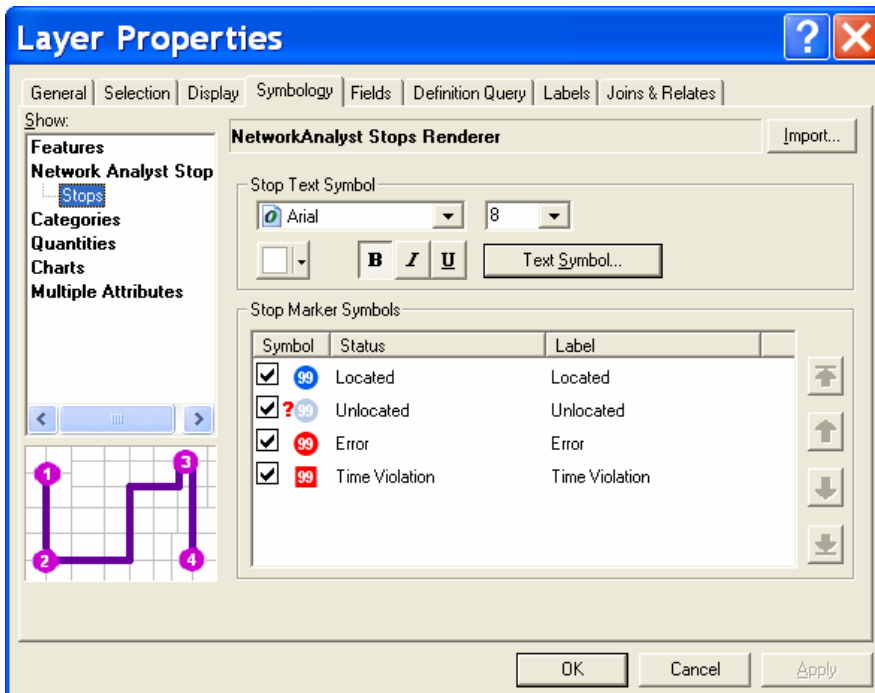 Layer Properties
General Selection Display Symbology Fields Definition Query Labels Joins & Relates
Show:
Features
Network Analyst Stop
Stops
Categories
Quantities
Charts
Multiple Attributes
NetworkAnalyst Stops Renderer
Import...
Stop Text Symbol
Arial 8
B I U Text Symbol...
Stop Marker Symbols
Symbol Status Label
99 Located Located
?99 Unlocated Unlocated
99 Error Error
99 Time Violation Time Violation
1 3
2 4
OK Cancel Apply